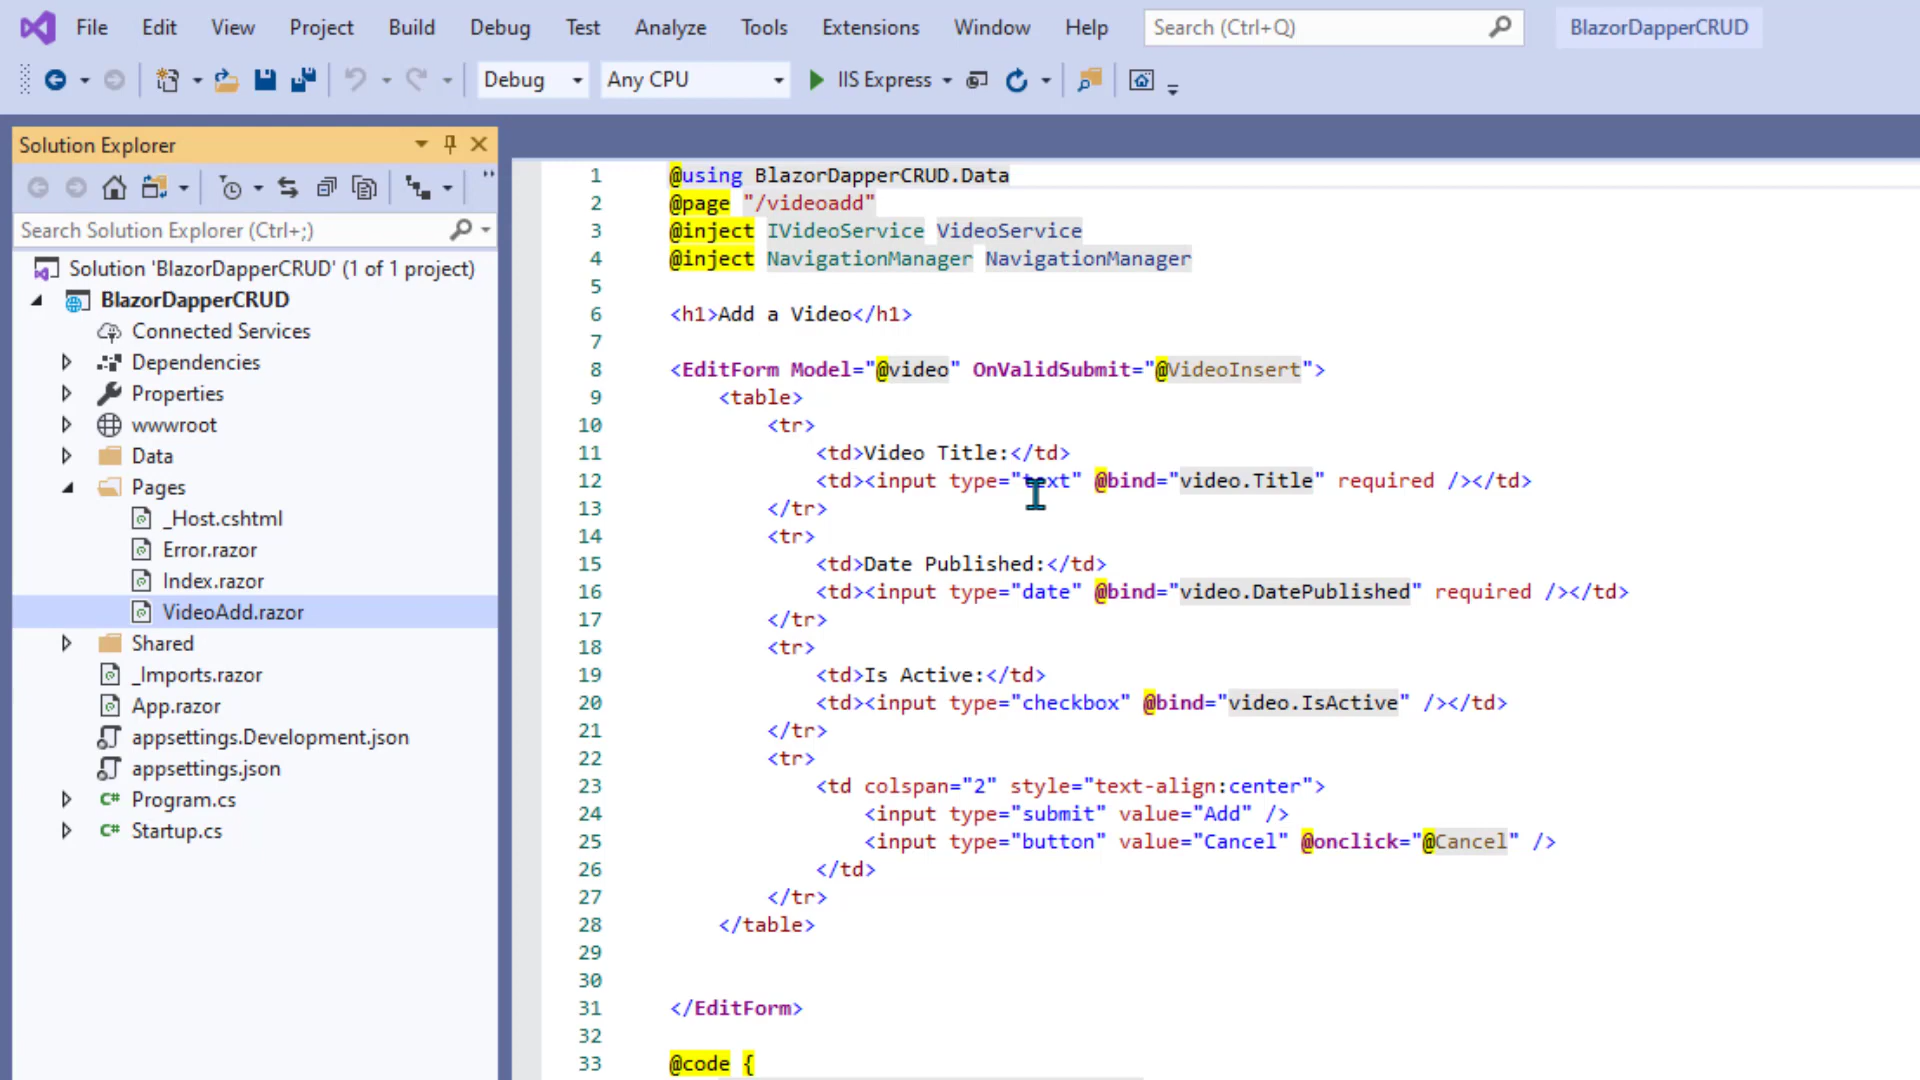 File Edit View Project Build Debug Test Analyze Tools Extensions Window Help Search (Ctrl+Q) BlazorDapperCRUD
Debug Any CPU IIS Express
Solution Explorer
Search Solution Explorer (Ctrl+;)
Solution 'BlazorDapperCRUD' (1 of 1 project)
BlazorDapperCRUD
Connected Services
Dependencies
Properties
wwwroot
Data
Pages
_Host.cshtml
Error.razor
Index.razor
VideoAdd.razor
Shared
_Imports.razor
App.razor
appsettings.Development.json
appsettings.json
C# Program.cs
C# Startup.cs
1 @using BlazorDapperCRUD.Data
2 @page "/videoadd"
3 @inject IVideoService VideoService
4 @inject NavigationManager NavigationManager
5
6 <h1>Add a Video</h1>
7
8 <EditForm Model="@video" OnValidSubmit="@VideoInsert">
9 <table>
10 <tr>
11 <td>Video Title:</td>
12 <td><input type="text" @bind="video.Title" required /></td>
13 </tr>
14 <tr>
15 <td>Date Published:</td>
16 <td><input type="date" @bind="video.DatePublished" required /></td>
17 </tr>
18 <tr>
19 <td>Is Active:</td>
20 <td><input type="checkbox" @bind="video.IsActive" /></td>
21 </tr>
22 <tr>
23 <td colspan="2" style="text-align:center">
24 <input type="submit" value="Add" />
25 <input type="button" value="Cancel" @onclick="@Cancel" />
26 </td>
27 </tr>
28 </table>
29
30
31 </EditForm>
32
33 @code {